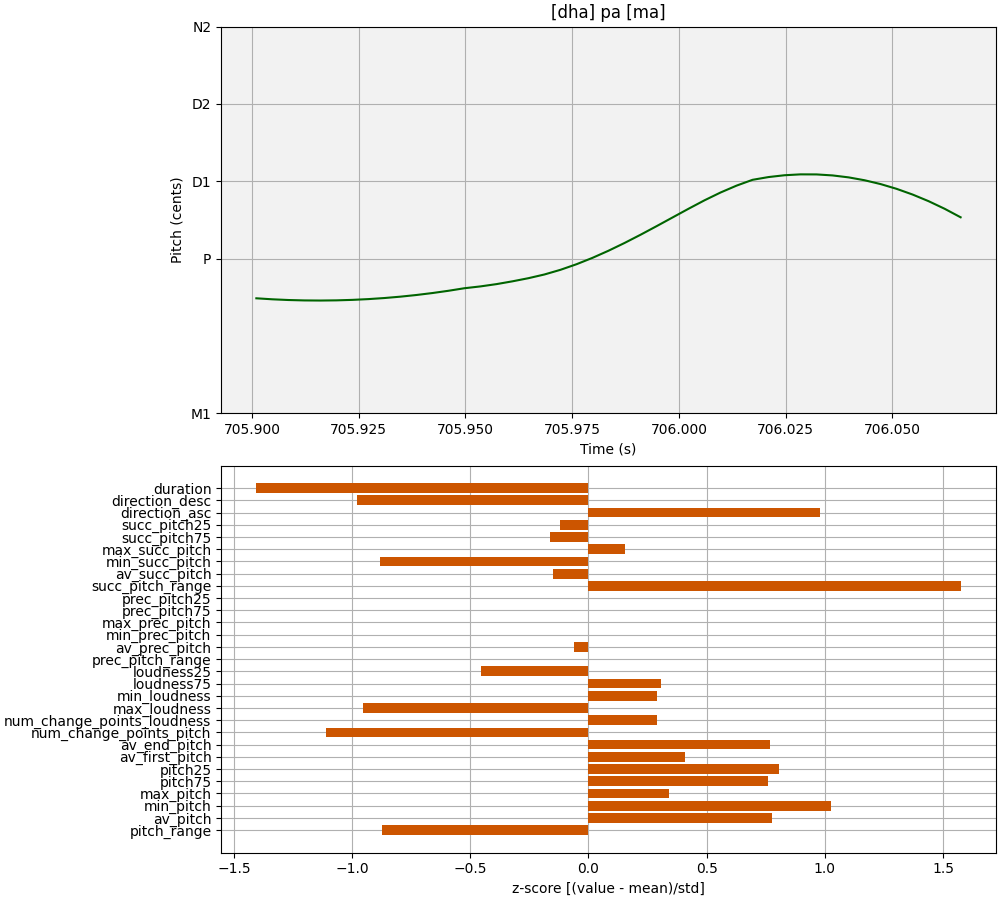 [dha] pa [ma]
N2
D2
D1
P
M1
Pitch (cents)
705.900 705.925 705.950 705.975 706.000 706.025 706.050
Time (s)
duration
direction_desc
direction_asc
succ_pitch25
succ_pitch75
max_succ_pitch
min_succ_pitch
av_succ_pitch
succ_pitch_range
prec_pitch25
prec_pitch75
max_prec_pitch
min_prec_pitch
av_prec_pitch
prec_pitch_range
loudness25
loudness75
min_loudness
max_loudness
num_change_points_loudness
num_change_points_pitch
av_end_pitch
av_first_pitch
pitch25
pitch75
max_pitch
min_pitch
av_pitch
pitch_range
−1.5 −1.0 −0.5 0.0 0.5 1.0 1.5
z-score [(value - mean)/std]